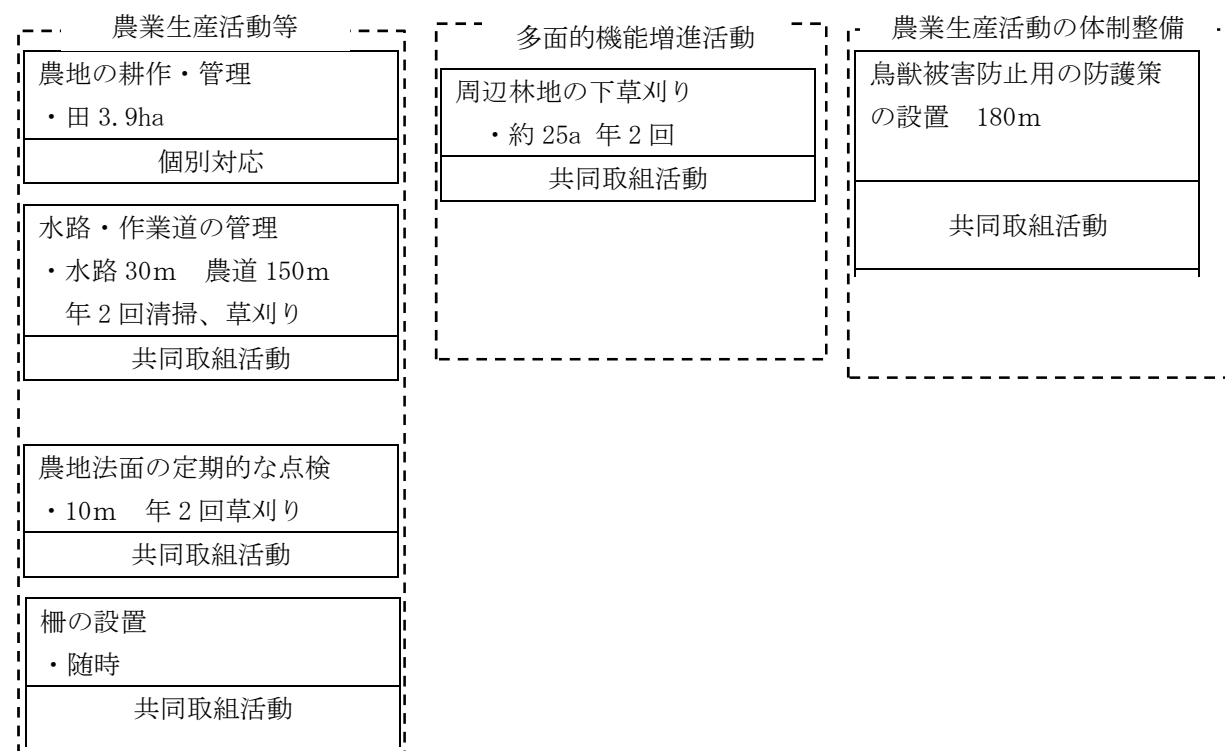 農業生産活動等
農地の耕作・管理
・田 3.9ha
個別対応
水路・作業道の管理
・水路 30m 農道 150m
年２回清掃、草刈り
共同取組活動
農地法面の定期的な点検
・10m 年２回草刈り
共同取組活動
柵の設置
・随時
共同取組活動
多面的機能増進活動
周辺林地の下草刈り
・約 25a 年２回
共同取組活動
農業生産活動の体制整備
鳥獣被害防止用の防護策
の設置 180m
共同取組活動